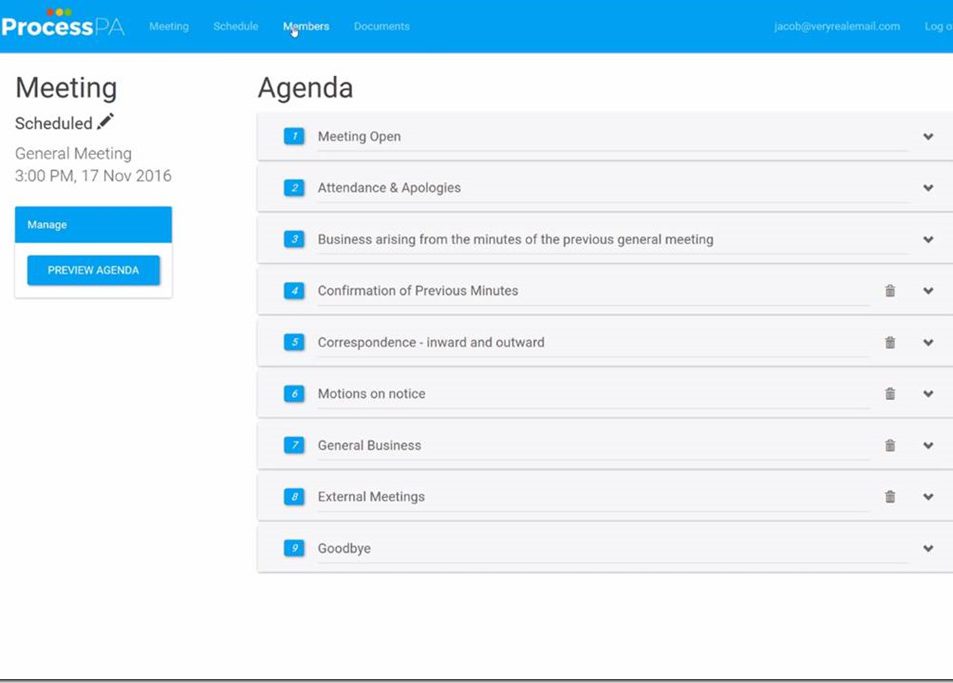 ProcessPA Meeting Schedule Members Documents jacob@veryrealemail.com Log o
Meeting
Scheduled
General Meeting
3:00 PM, 17 Nov 2016
Manage
PREVIEW AGENDA
Agenda
1 Meeting Open
2 Attendance & Apologies
3 Business arising from the minutes of the previous general meeting
4 Confirmation of Previous Minutes
5 Correspondence - inward and outward
6 Motions on notice
7 General Business
8 External Meetings
9 Goodbye